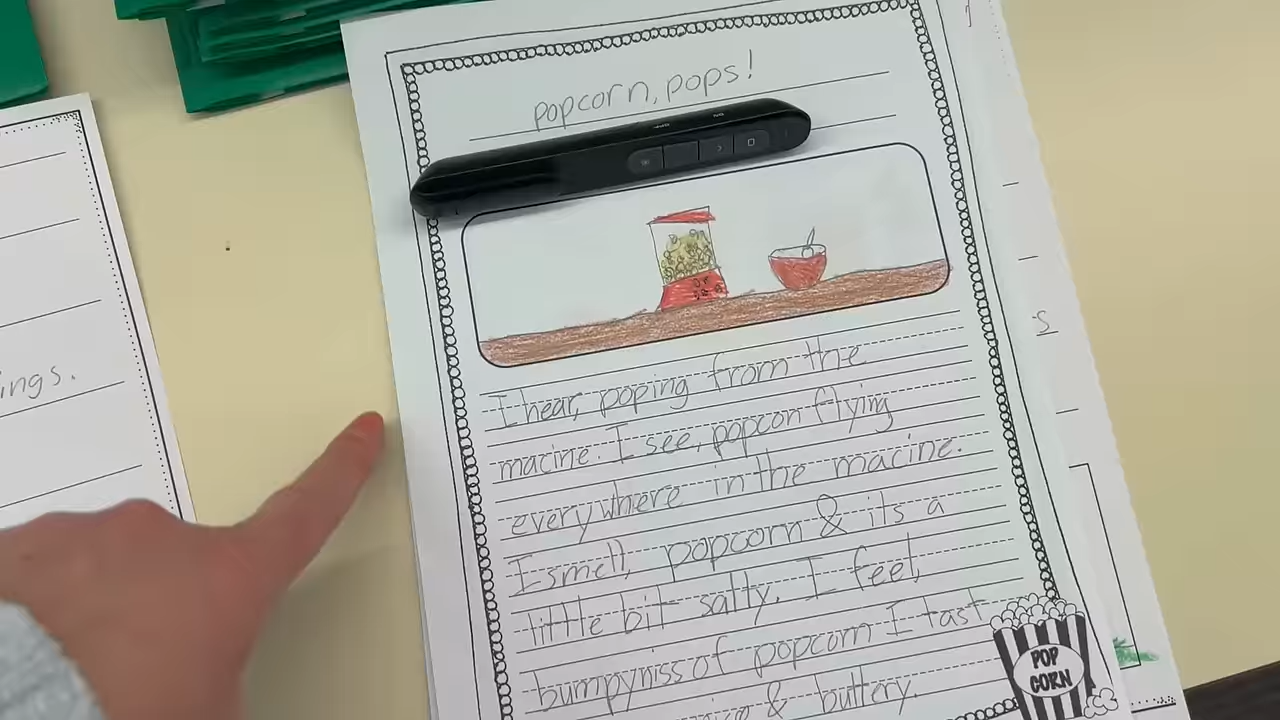 popcorn, pops!
I hear, poping from the
macine. I see, popcon flying
everywhere in the macine.
I smell, popcorn & its a
little bit salty. I feel,
bumpyniss of popcorn I tast
& buttery.
POP
CORN
ings.
s